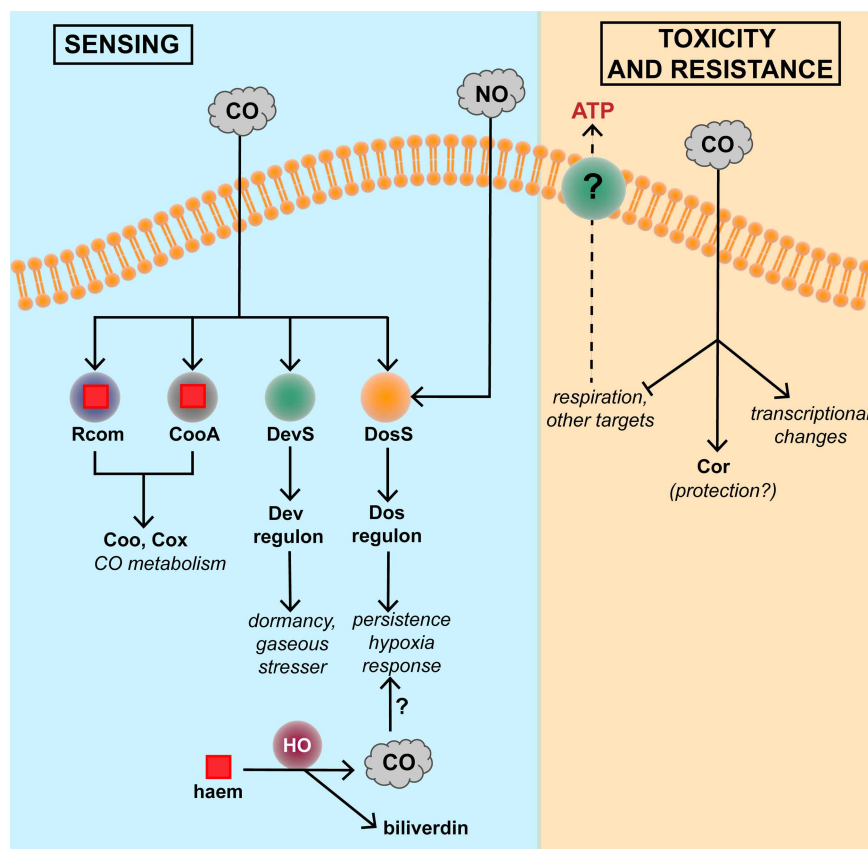 SENSING
CO
NO
Rcom
CooA
DevS
DosS
Coo, Cox
CO metabolism
Dev
regulon
Dos
regulon
dormancy,
gaseous
stresser
persistence
hypoxia
response
?
haem
HO
CO
biliverdin
TOXICITY
AND RESISTANCE
ATP
?
CO
respiration,
other targets
Cor
(protection?)
transcriptional
changes